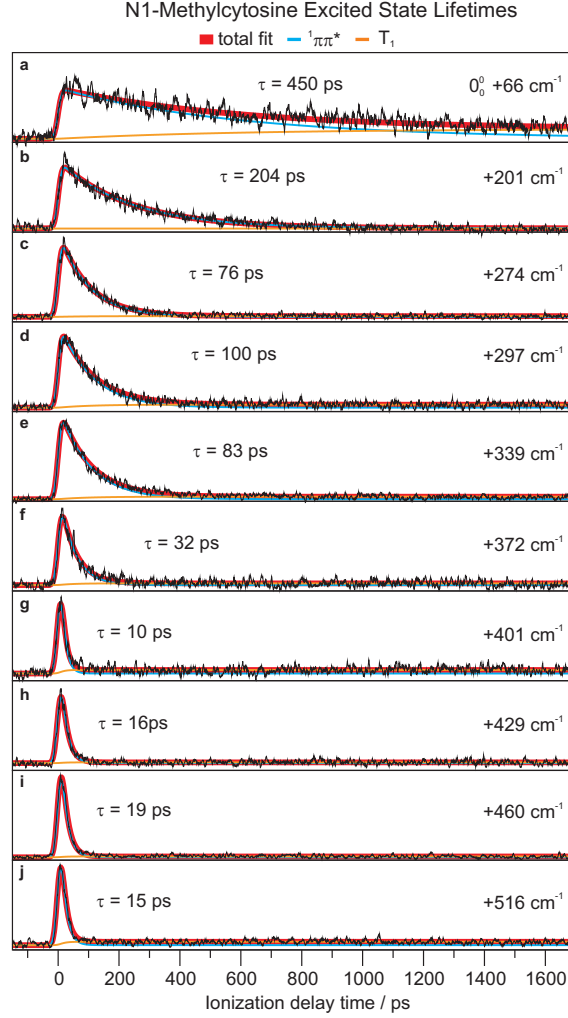 N1-Methylcytosine Excited State Lifetimes
total fit ¹ππ* T₁
a τ = 450 ps 0⁰₀ +66 cm⁻¹
b τ = 204 ps +201 cm⁻¹
c τ = 76 ps +274 cm⁻¹
d τ = 100 ps +297 cm⁻¹
e τ = 83 ps +339 cm⁻¹
f τ = 32 ps +372 cm⁻¹
g τ = 10 ps +401 cm⁻¹
h τ = 16ps +429 cm⁻¹
i τ = 19 ps +460 cm⁻¹
j τ = 15 ps +516 cm⁻¹
0 200 400 600 800 1000 1200 1400 1600
Ionization delay time / ps